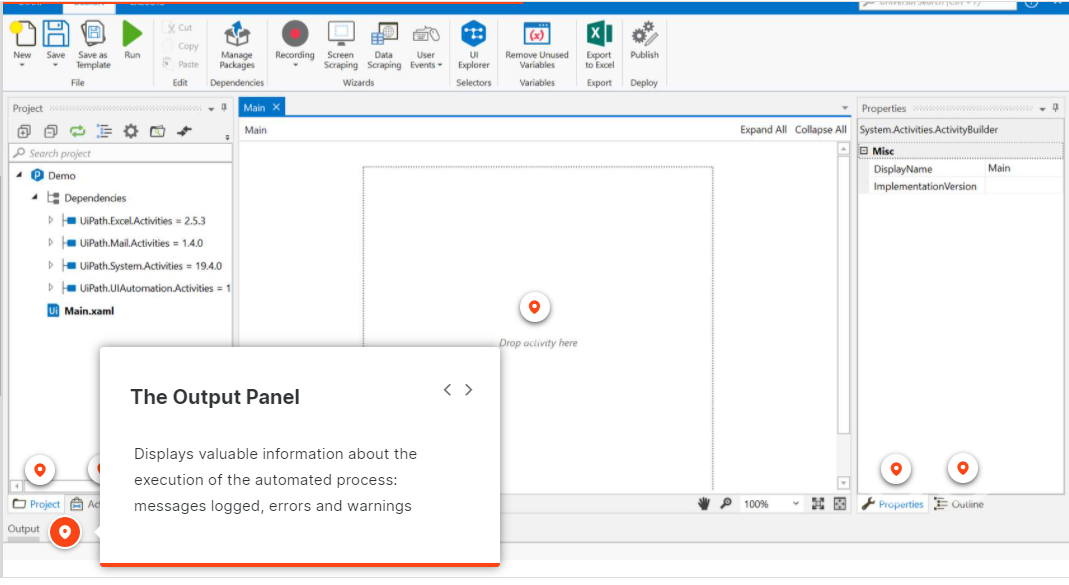 Universal Search (Ctrl + F)
New
Save
Save as
Template
Run
File
Cut
Copy
Paste
Edit
Manage
Packages
Dependencies
Recording
Screen
Scraping
Data
Scraping
User
Events
Wizards
UI
Explorer
Selectors
Remove Unused
Variables
Variables
Export
to Excel
Export
Publish
Deploy
Project
Search project
Demo
Dependencies
UiPath.Excel.Activities = 2.5.3
UiPath.Mail.Activities = 1.4.0
UiPath.System.Activities = 19.4.0
UiPath.UIAutomation.Activities = 1
Ui Main.xaml
Project
Ac
Output
Main
Main
Expand All Collapse All
Drop activity here
100%
The Output Panel
Displays valuable information about the
execution of the automated process:
messages logged, errors and warnings
Properties
System.Activities.ActivityBuilder
Misc
DisplayName Main
ImplementationVersion
Properties
Outline